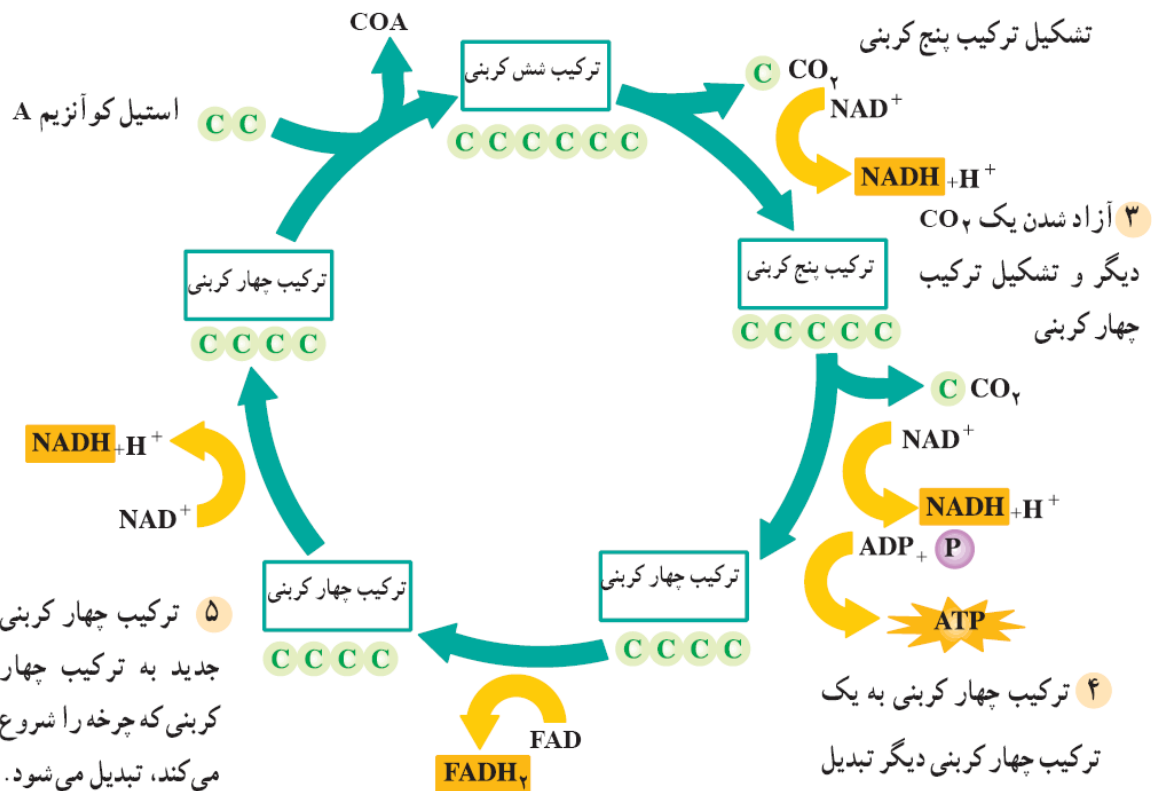 COA
تشکیل ترکیب پنج کربنی
ترکیب شش کربنی
C CO۲
NAD+
استیل کوآنزیم A
C C
C C C C C C
NADH +H+
۳ آزاد شدن یک CO۲
دیگر و تشکیل ترکیب
چهار کربنی
ترکیب پنج کربنی
C C C C C
ترکیب چهار کربنی
C C C C
C CO۲
NAD+
NADH +H+
ADP + P
ATP
NADH +H+
NAD+
ترکیب چهار کربنی
C C C C
ترکیب چهار کربنی
C C C C
FAD
FADH۲
۴ ترکیب چهار کربنی به یک
ترکیب چهار کربنی دیگر تبدیل
۵ ترکیب چهار کربنی
جدید به ترکیب چهار
کربنی که چرخه را شروع
می‌کند، تبدیل می‌شود.